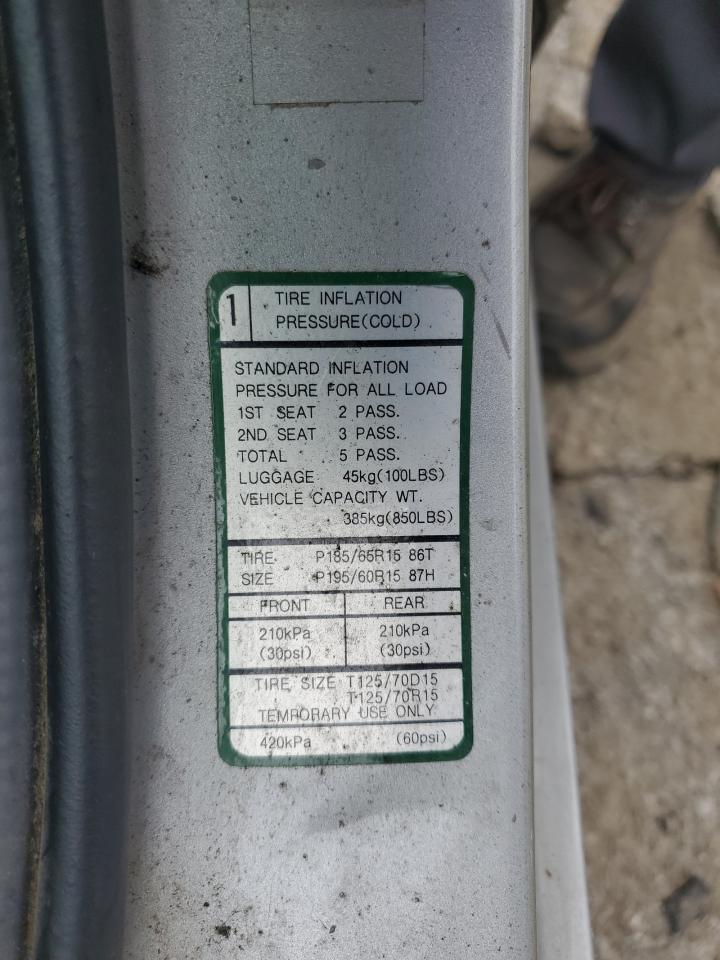 1
TIRE INFLATION
PRESSURE(COLD)
STANDARD INFLATION
PRESSURE FOR ALL LOAD
1ST SEAT 2 PASS.
2ND SEAT 3 PASS.
TOTAL 5 PASS.
LUGGAGE 45kg(100LBS)
VEHICLE CAPACITY WT.
385kg(850LBS)
TIRE P185/65R15 86T
SIZE P195/60R15 87H
FRONT REAR
210kPa 210kPa
(30psi) (30psi)
TIRE SIZE T125/70D15
T125/70R15
TEMPORARY USE ONLY
420kPa (60psi)